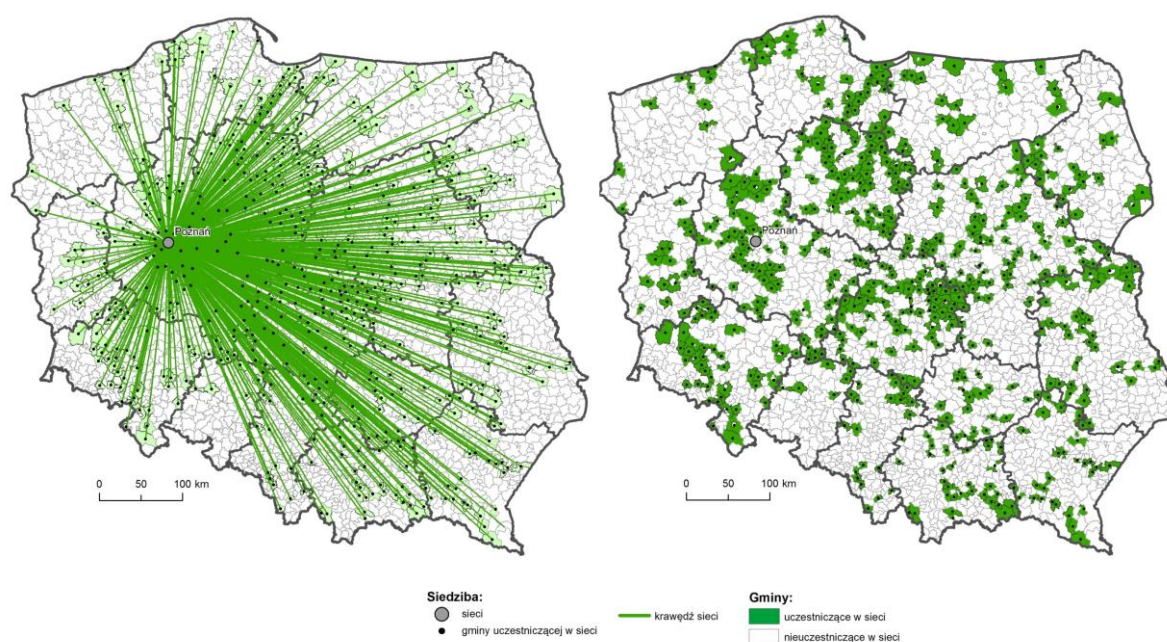 Poznań
Poznań
0 50 100 km
0 50 100 km
Siedziba:
sieci
gminy uczestniczącej w sieci
krawędź sieci
Gminy:
uczestniczące w sieci
nieuczestniczące w sieci